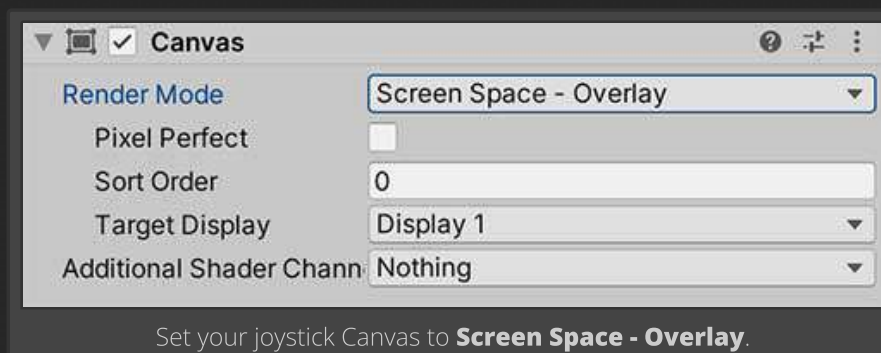 Canvas
Render Mode Screen Space - Overlay
Pixel Perfect
Sort Order 0
Target Display Display 1
Additional Shader Chann Nothing
Set your joystick Canvas to Screen Space - Overlay.